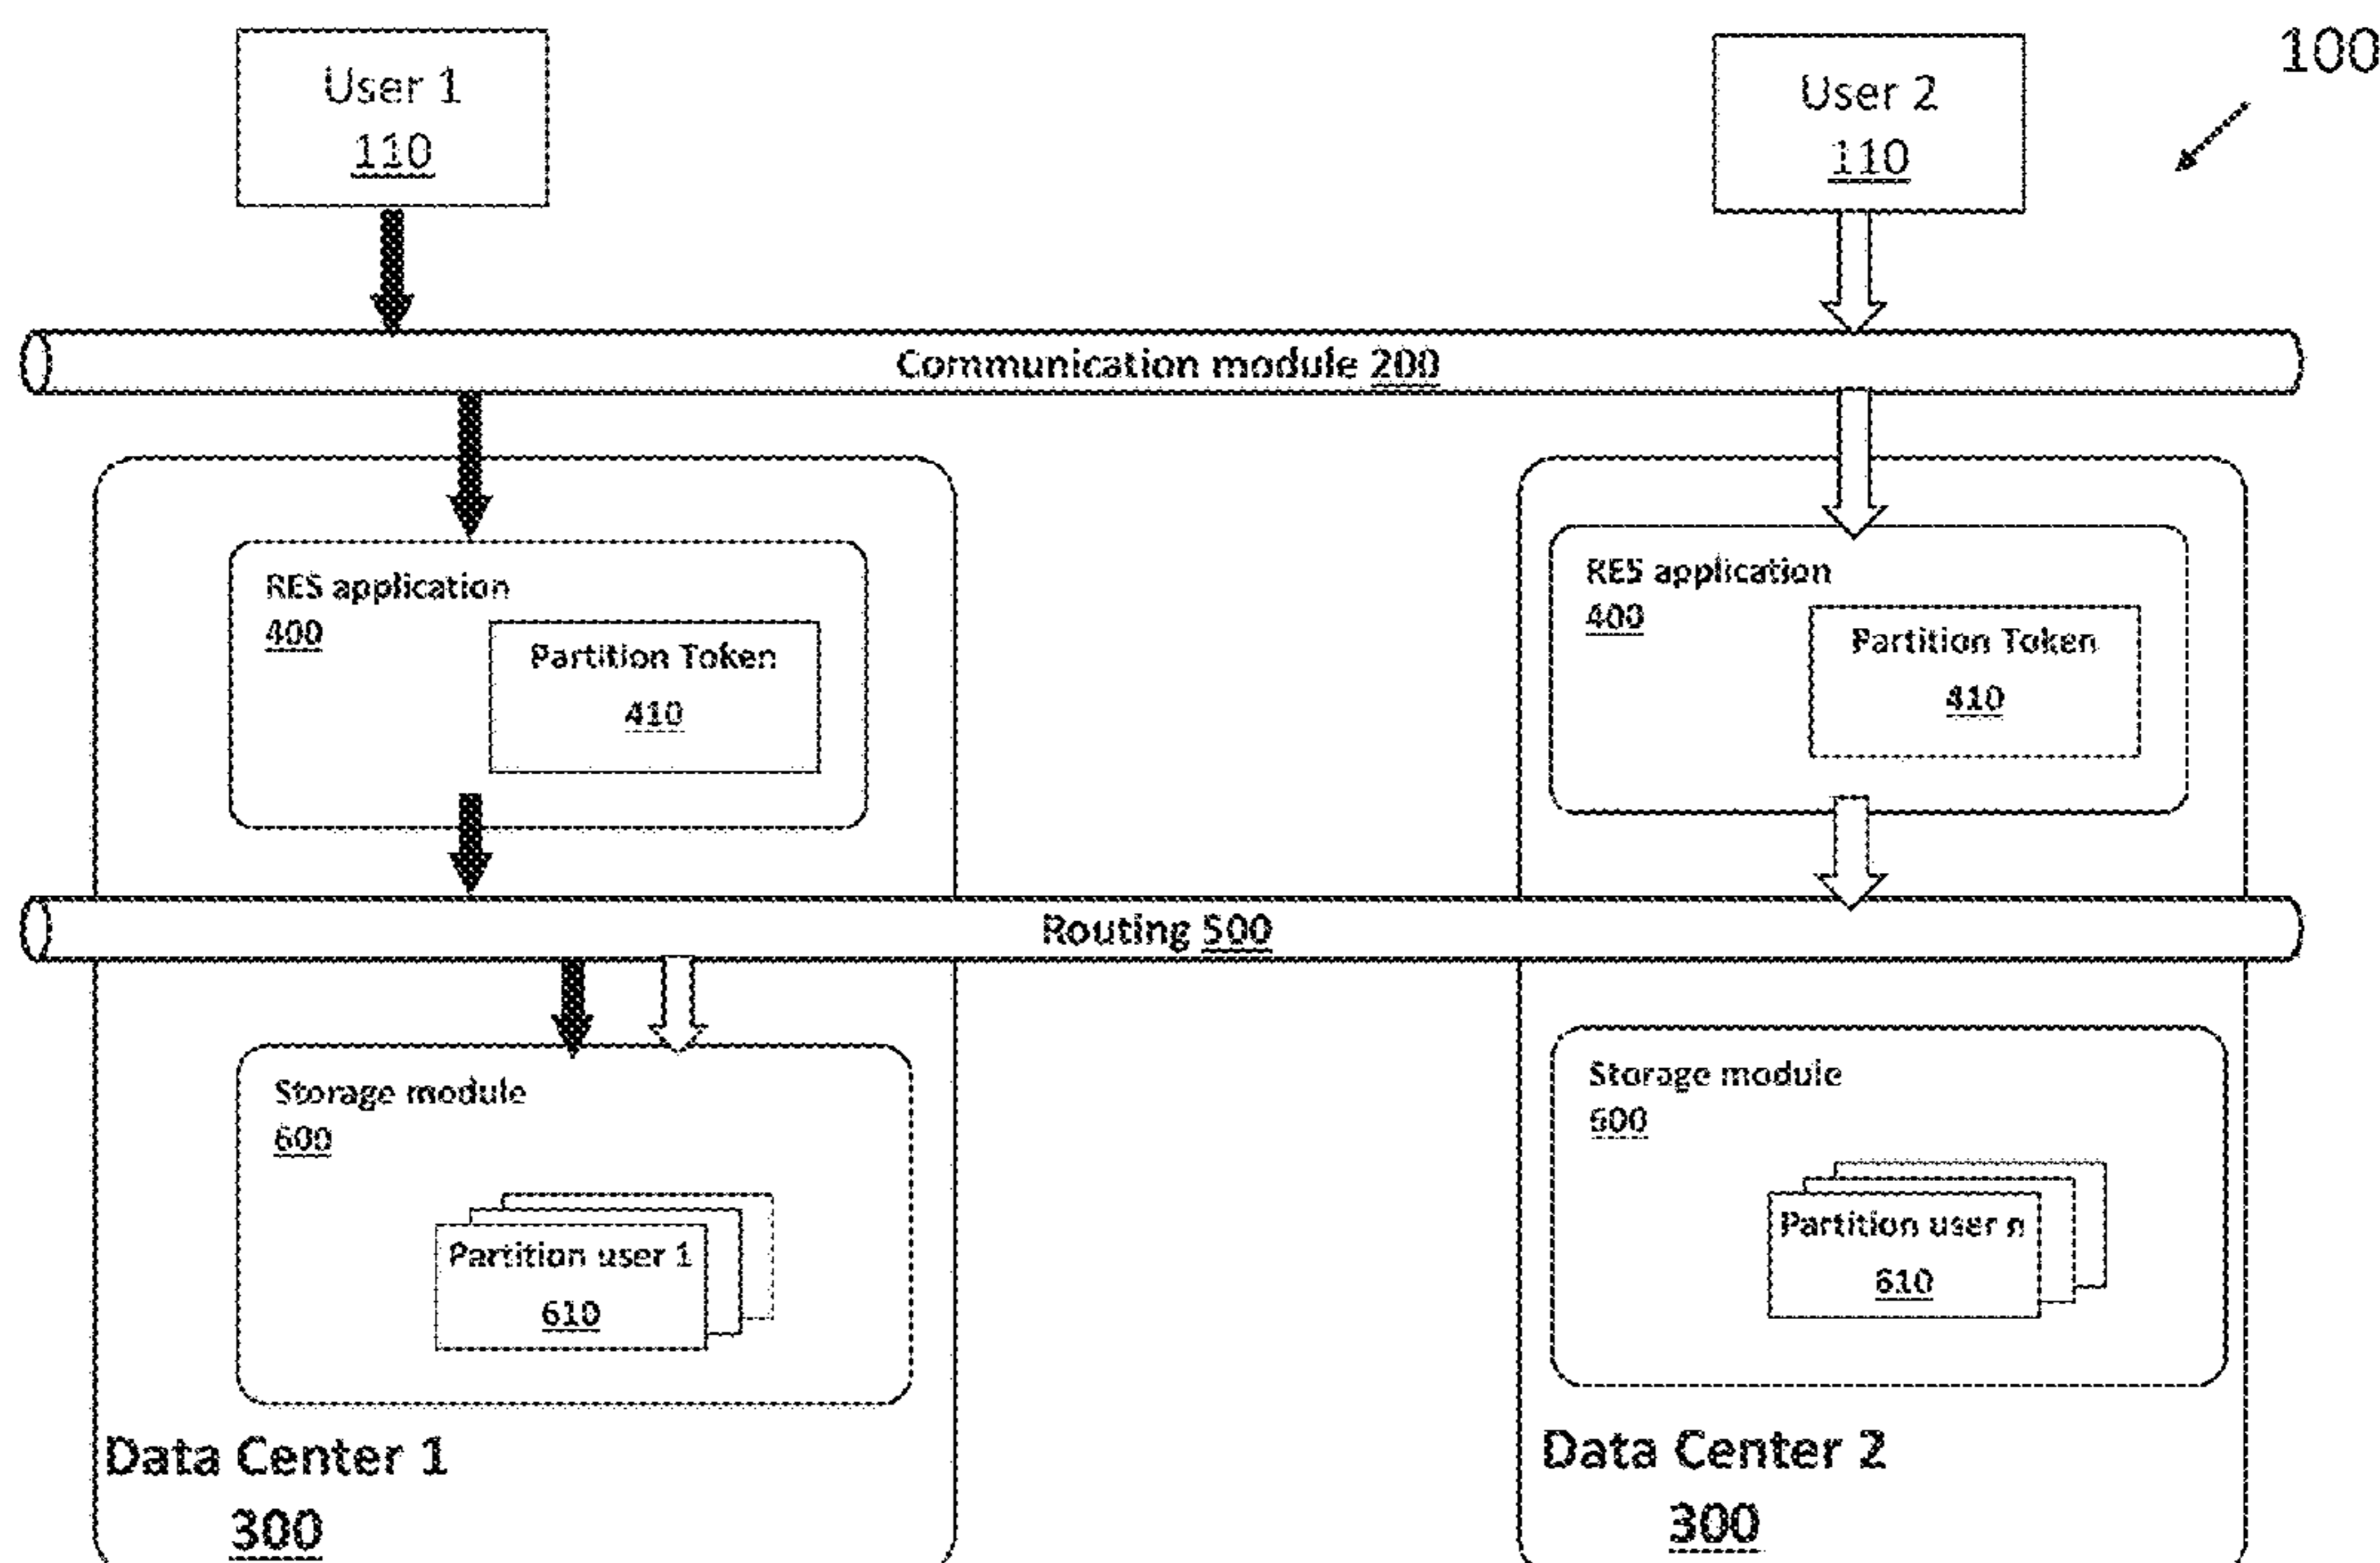 100
User 1
110
User 2
110
Communication module 200
RES application
400
Partition Token
410
RES application
400
Partition Token
410
Routing 500
Storage module
600
Partition user 1
610
Storage module
600
Partition user n
610
Data Center 1
300
Data Center 2
300